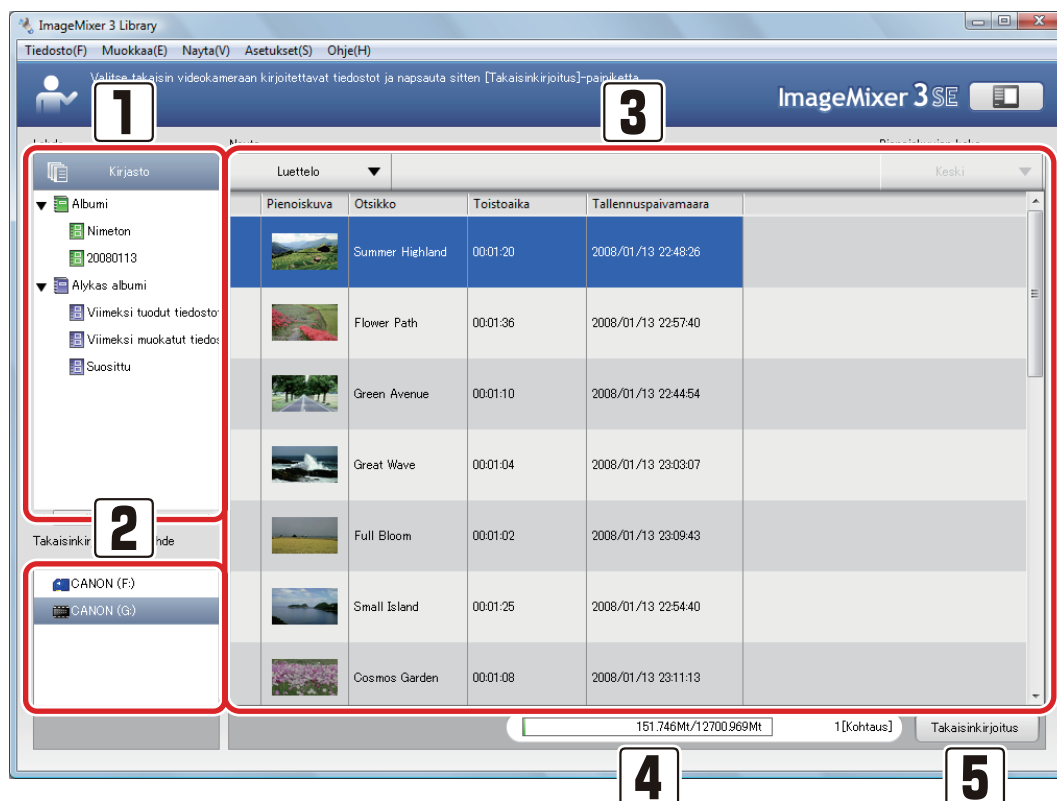 ImageMixer 3 Library
Tiedosto(F) Muokkaa(E) Nayta(V) Asetukset(S) Ohje(H)
Valitse takaisin videokameraan kirjoitettavat tiedostot ja napsauta sitten [Takaisinkirjoitus]-painiketta
ImageMixer 3 SE
1
3
Kirjasto
Luettelo
Keski
Albumi
Nimeton
20080113
Alykas albumi
Viimeksi tuodut tiedosto
Viimeksi muokatut tiedos
Suosittu
Pienoiskuva Otsikko Toistoaika Tallennuspaivamaara
Summer Highland 00:01:20 2008/01/13 22:48:26
Flower Path 00:01:36 2008/01/13 22:57:40
Green Avenue 00:01:10 2008/01/13 22:44:54
Great Wave 00:01:04 2008/01/13 23:03:07
Full Bloom 00:01:02 2008/01/13 23:09:43
Small Island 00:01:25 2008/01/13 22:54:40
Cosmos Garden 00:01:08 2008/01/13 23:11:13
2
Takaisinkir hde
CANON (F:)
CANON (G:)
151.746Mt/12700.969Mt
1[Kohtaus]
Takaisinkirjoitus
4
5